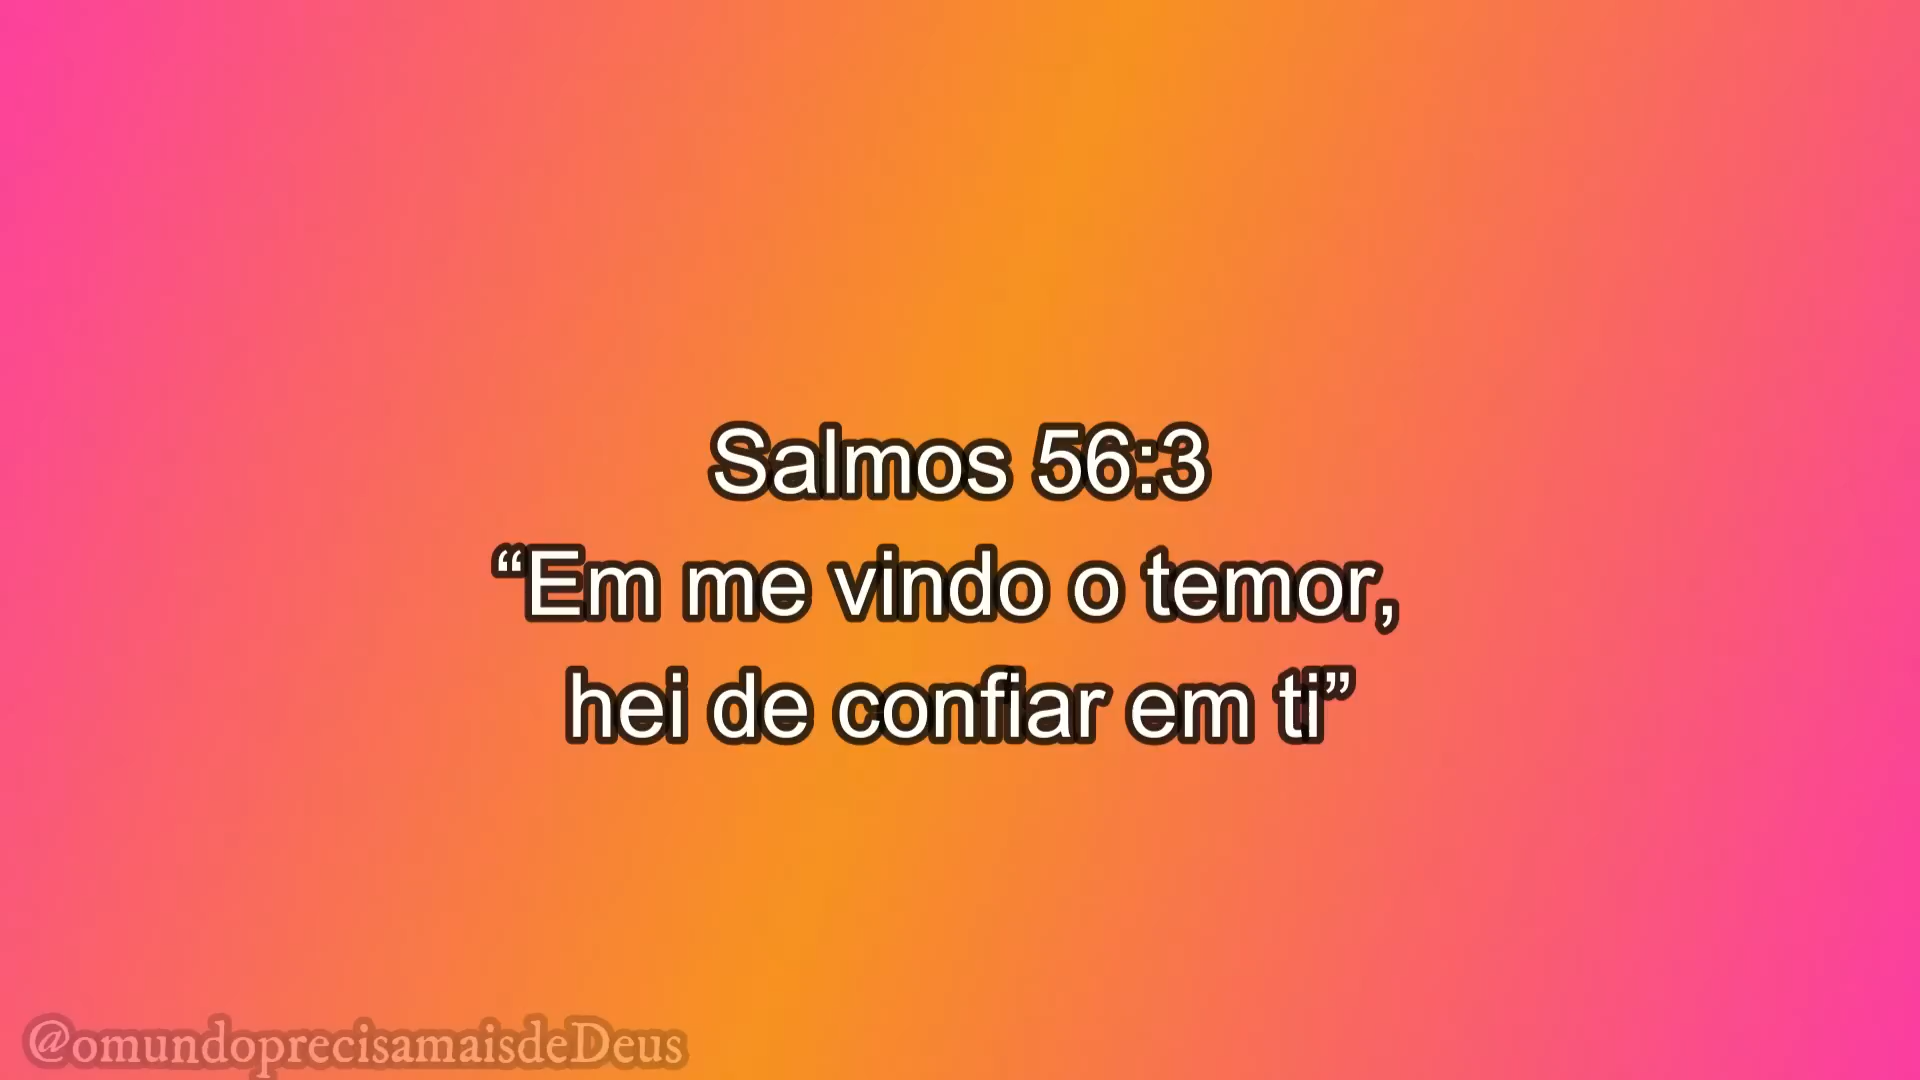 Salmos 56:3
“Em me vindo o temor,
hei de confiar em ti”
@omundoprecisamaisdeDeus